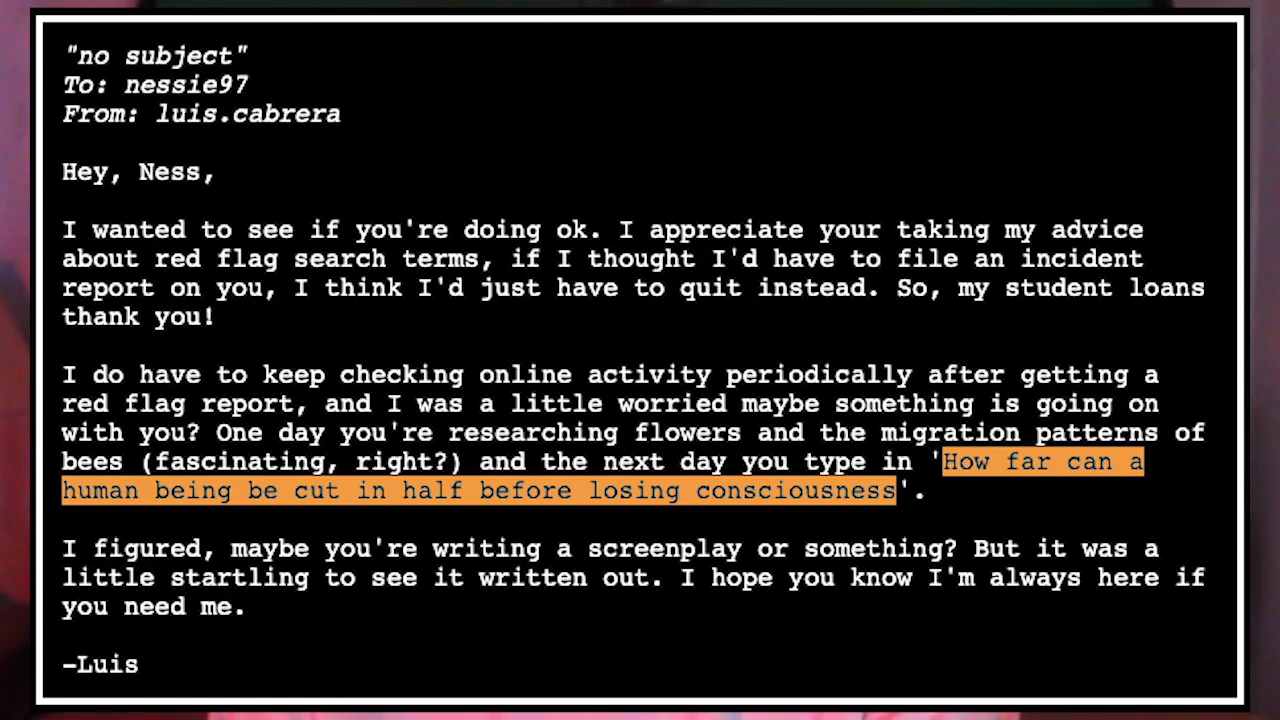 "no subject"
To: nessie97
From: luis.cabrera
Hey, Ness,
I wanted to see if you're doing ok. I appreciate your taking my advice
about red flag search terms, if I thought I'd have to file an incident
report on you, I think I'd just have to quit instead. So, my student loans
thank you!
I do have to keep checking online activity periodically after getting a
red flag report, and I was a little worried maybe something is going on
with you? One day you're researching flowers and the migration patterns of
bees (fascinating, right?) and the next day you type in 'How far can a
human being be cut in half before losing consciousness'.
I figured, maybe you're writing a screenplay or something? But it was a
little startling to see it written out. I hope you know I'm always here if
you need me.
–Luis